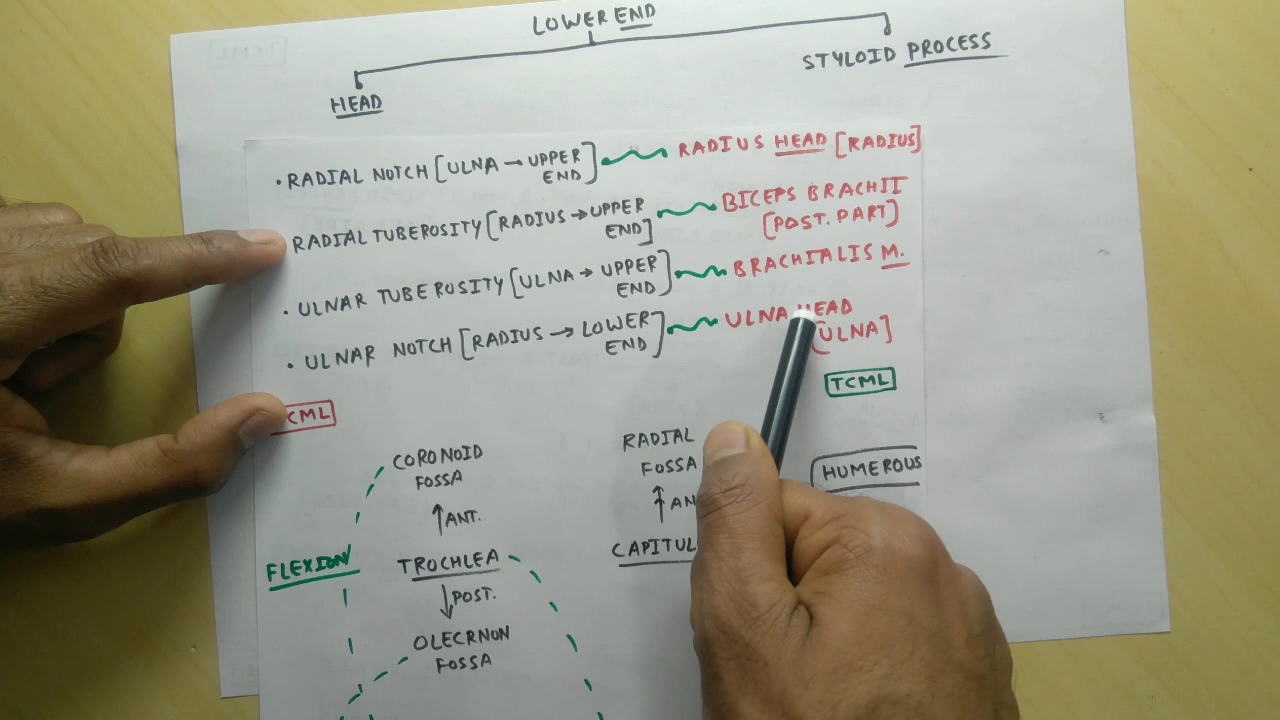 LOWER END
STYLOID PROCESS
HEAD
• RADIAL NOTCH [ULNA → UPPER END] RADIUS HEAD [RADIUS]
RADIAL TUBEROSITY [RADIUS → UPPER END] BICEPS BRACHII [POST. PART]
• ULNAR TUBEROSITY [ULNA → UPPER END] BRACHIALIS M.
• ULNAR NOTCH [RADIUS → LOWER END] ULNA HEAD [ULNA]
TCML
CML
CORONOID
FOSSA
↑ ANT.
RADIAL
FOSSA
↑ AN
HUMEROUS
FLEXION
TROCHLEA
CAPITUL
↓ POST.
OLECRNON
FOSSA